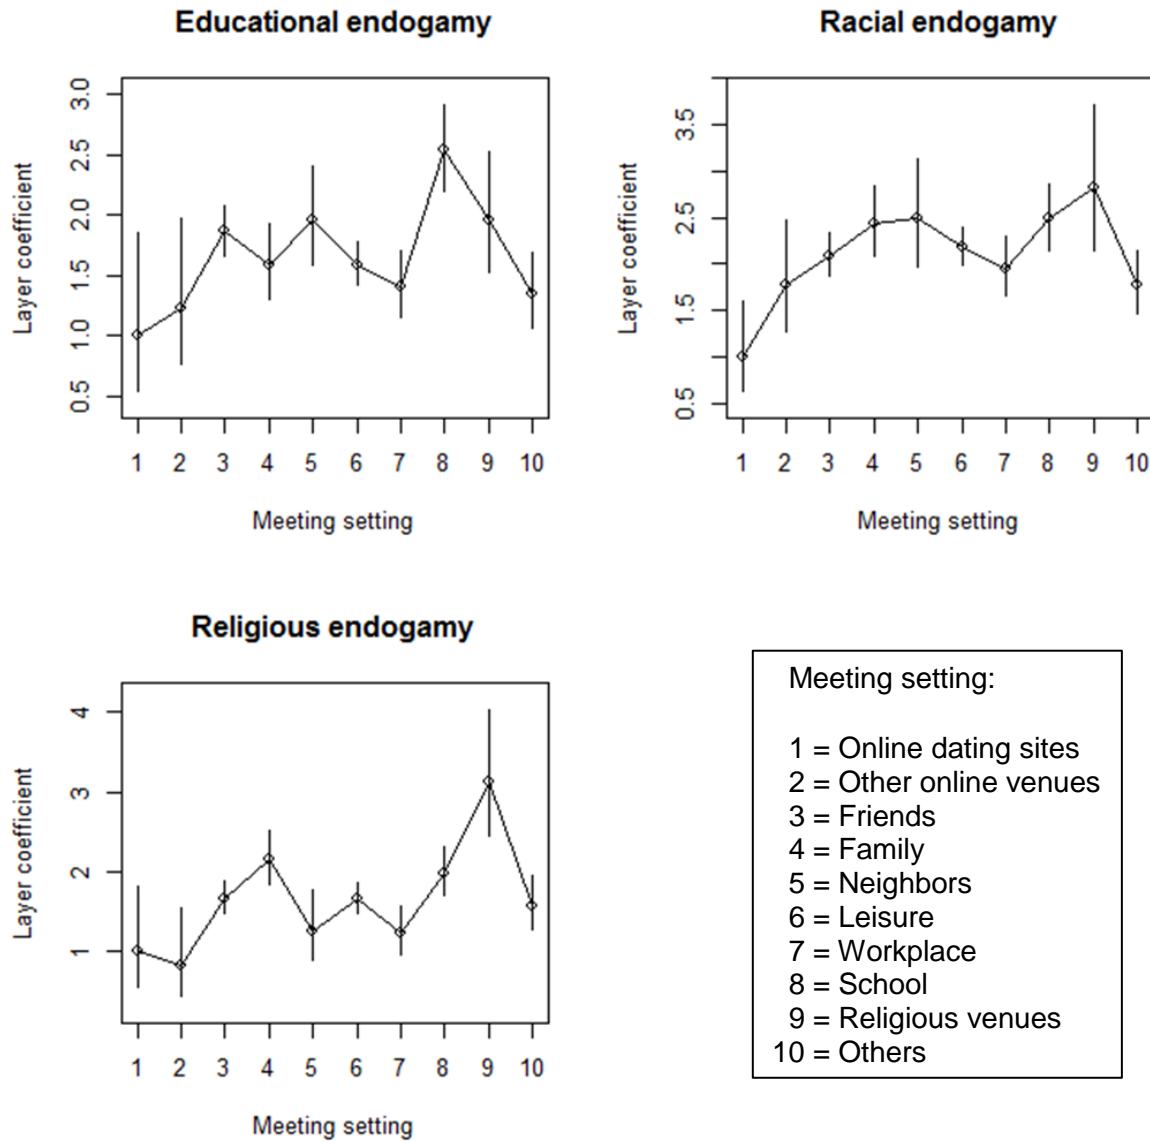 Educational endogamy
Layer coefficient
3.0
2.5
2.0
1.5
1.0
0.5
1 2 3 4 5 6 7 8 9 10
Meeting setting
Racial endogamy
Layer coefficient
3.5
2.5
1.5
0.5
1 2 3 4 5 6 7 8 9 10
Meeting setting
Religious endogamy
Layer coefficient
4
3
2
1
1 2 3 4 5 6 7 8 9 10
Meeting setting
Meeting setting:
1 = Online dating sites
2 = Other online venues
3 = Friends
4 = Family
5 = Neighbors
6 = Leisure
7 = Workplace
8 = School
9 = Religious venues
10 = Others